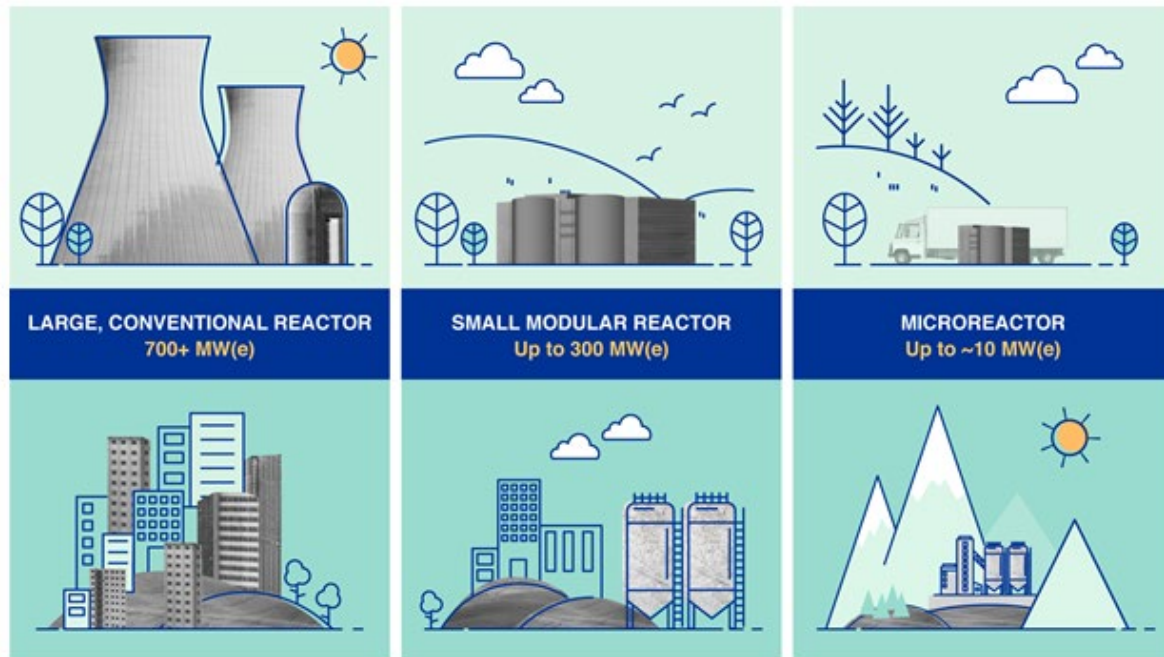 LARGE, CONVENTIONAL REACTOR
700+ MW(e)
SMALL MODULAR REACTOR
Up to 300 MW(e)
MICROREACTOR
Up to ~10 MW(e)